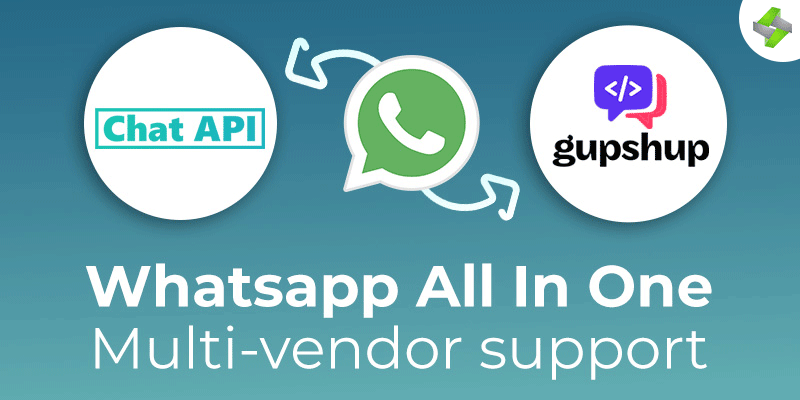 Chat API
</>
gupshup
Whatsapp All In One
Multi-vendor support